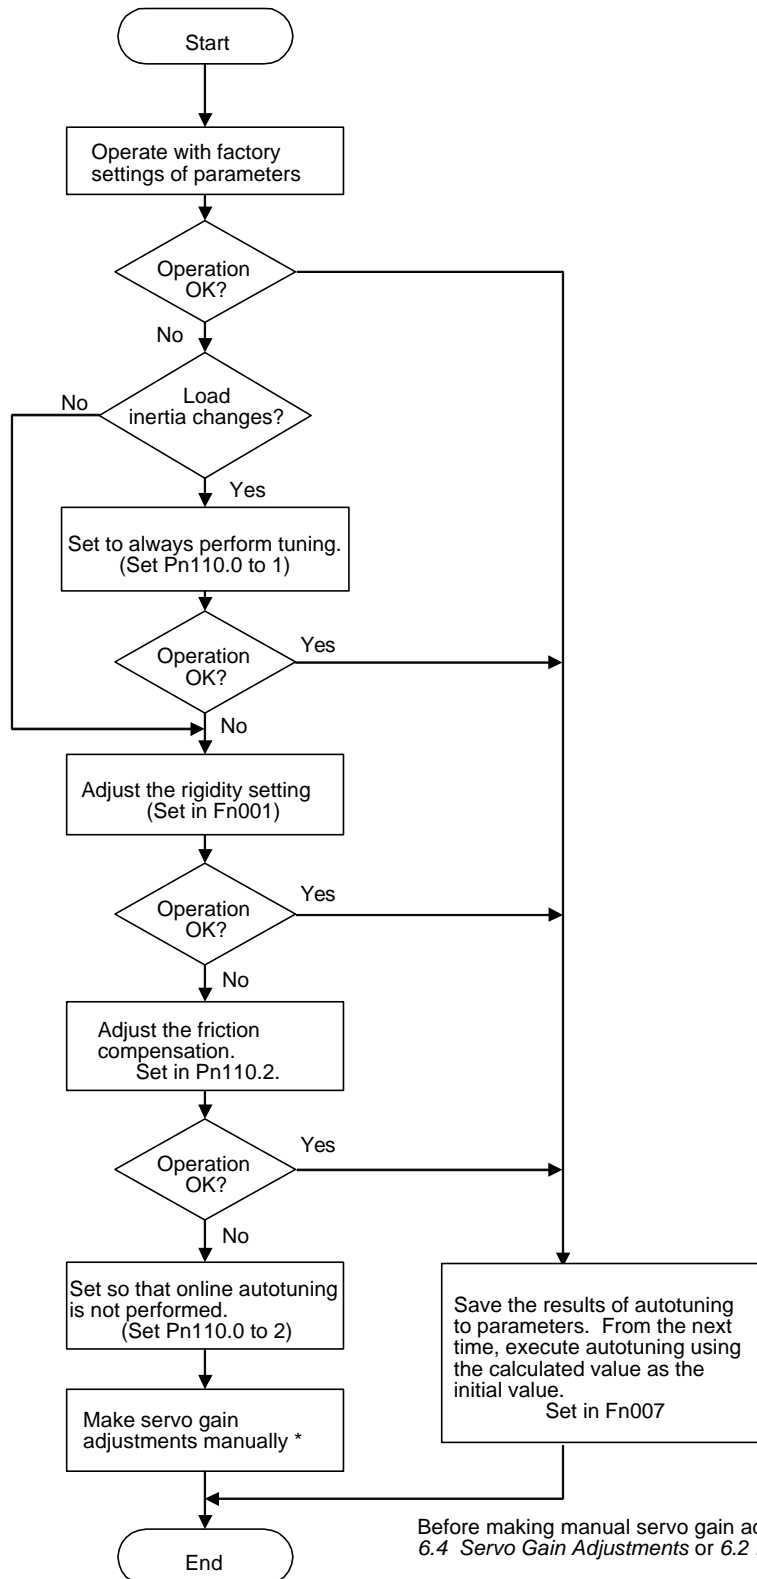 Start
Operate with factory
settings of parameters
Operation
OK?
No
Load
inertia changes?
No
Yes
Set to always perform tuning.
(Set Pn110.0 to 1)
Operation
OK?
Yes
No
Adjust the rigidity setting
(Set in Fn001)
Operation
OK?
Yes
No
Adjust the friction
compensation.
Set in Pn110.2.
Operation
OK?
Yes
No
Set so that online autotuning
is not performed.
(Set Pn110.0 to 2)
Save the results of autotuning
to parameters. From the next
time, execute autotuning using
the calculated value as the
initial value.
Set in Fn007
Make servo gain
adjustments manually *
Before making manual servo gain
6.4 Servo Gain Adjustments or 6.2
End